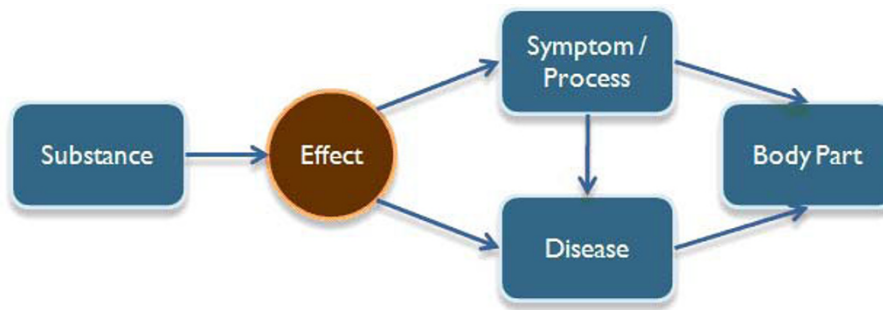 Symptom /
Process
Substance
Effect
Body Part
Disease